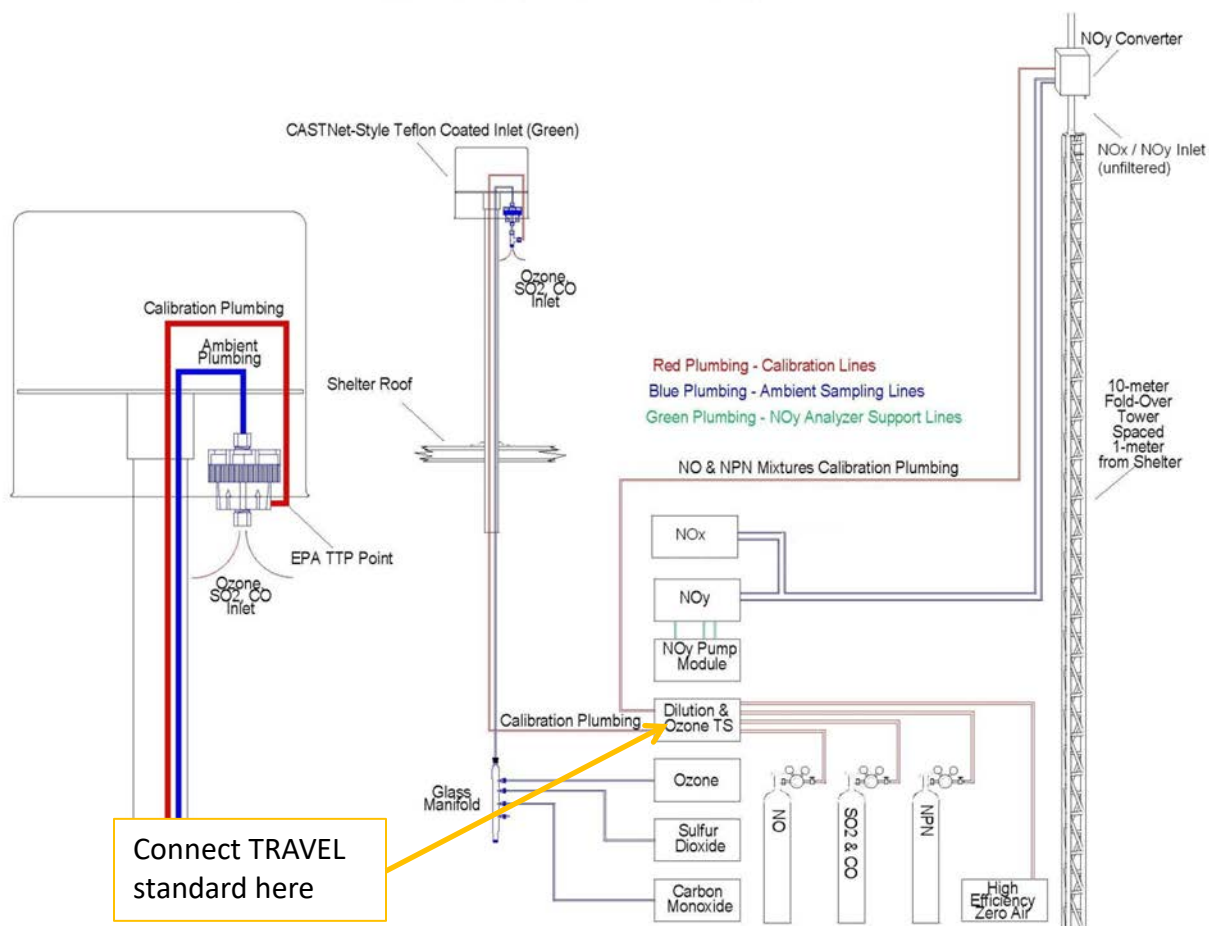 NOy Converter
CASTNet-Style Teflon Coated Inlet (Green)
NOx / NOy Inlet
(unfiltered)
Ozone,
SO2, CO
Inlet
Calibration Plumbing
Ambient
Plumbing
Shelter Roof
Red Plumbing - Calibration Lines
Blue Plumbing - Ambient Sampling Lines
Green Plumbing - NOy Analyzer Support Lines
10-meter
Fold-Over
Tower
Spaced
1-meter
from Shelter
NO & NPN Mixtures Calibration Plumbing
EPA TTP Point
Ozone,
SO2, CO
Inlet
NOx
NOy
NOy Pump
Module
Calibration Plumbing
Dilution &
Ozone TS
Glass
Manifold
Ozone
Sulfur
Dioxide
Carbon
Monoxide
NO
SO2 & CO
NPN
High
Efficiency
Zero Air
Connect TRAVEL
standard here